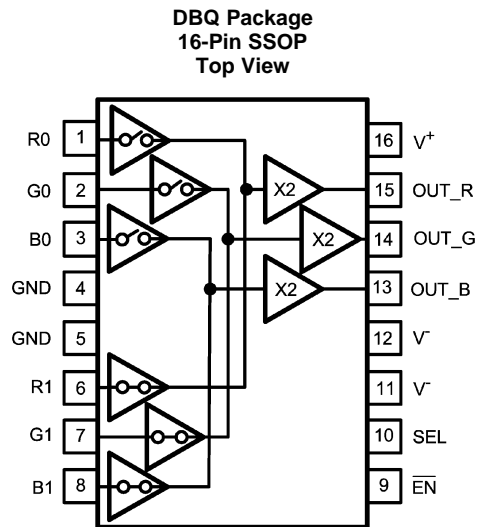 DBQ Package
16-Pin SSOP
Top View
R0 1 16 V+
G0 2 X2 15 OUT_R
B0 3 X2 14 OUT_G
GND 4 X2 13 OUT_B
GND 5 12 V-
R1 6 11 V-
G1 7 10 SEL
B1 8 9 EN